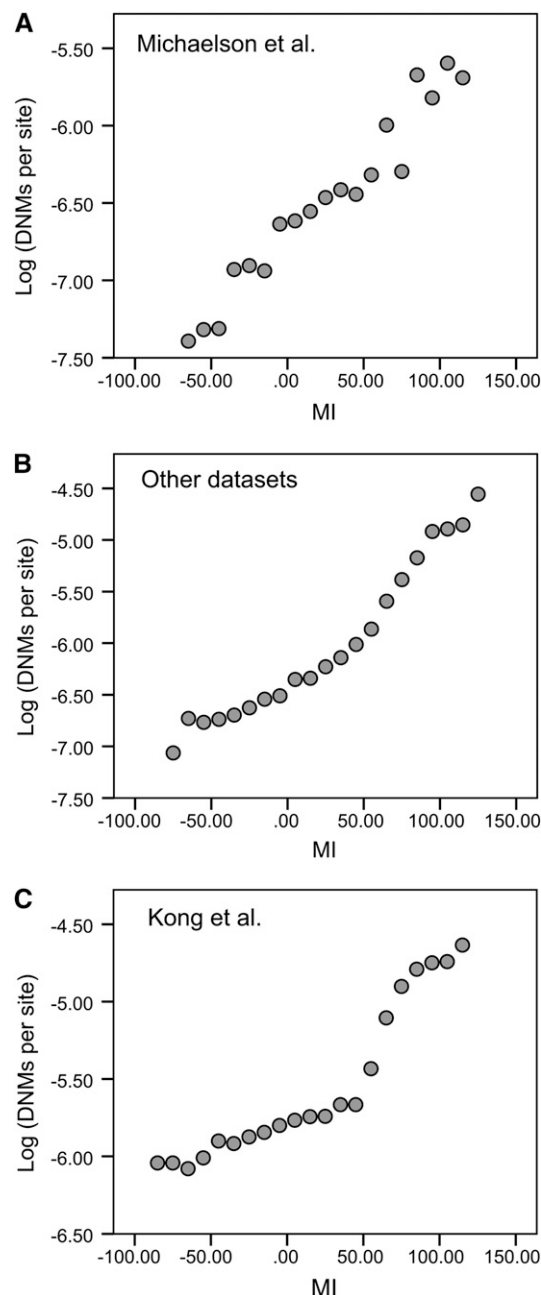 A
Michaelson et al.
Log (DNMs per site)
-5.50
-6.00
-6.50
-7.00
-7.50
-100.00 -50.00 .00 50.00 100.00 150.00
MI
B
Other datasets
Log (DNMs per site)
-4.50
-5.00
-5.50
-6.00
-6.50
-7.00
-7.50
-100.00 -50.00 .00 50.00 100.00 150.00
MI
C
Kong et al.
Log (DNMs per site)
-4.50
-5.00
-5.50
-6.00
-6.50
-100.00 -50.00 .00 50.00 100.00 150.00
MI